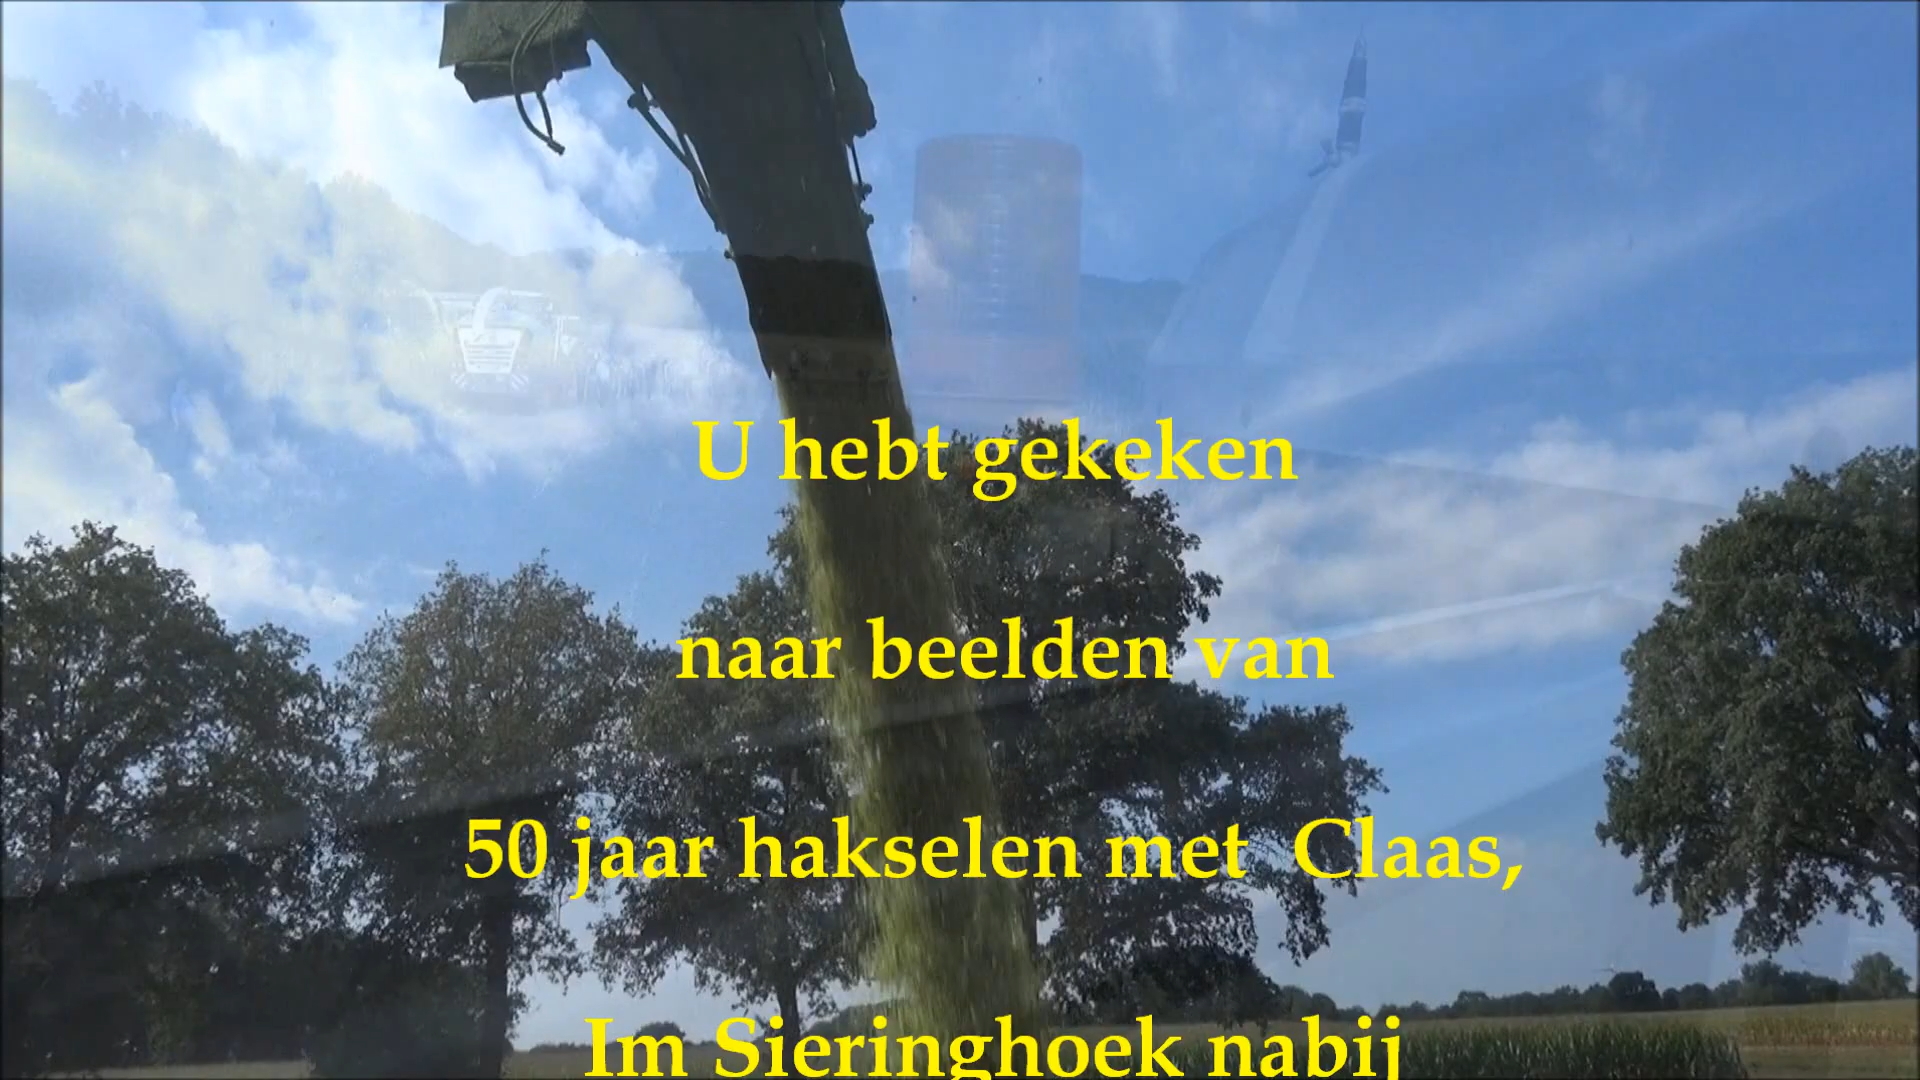 U hebt gekeken
naar beelden van
50 jaar hakselen met Claas,
Im Sieringhoek nabij